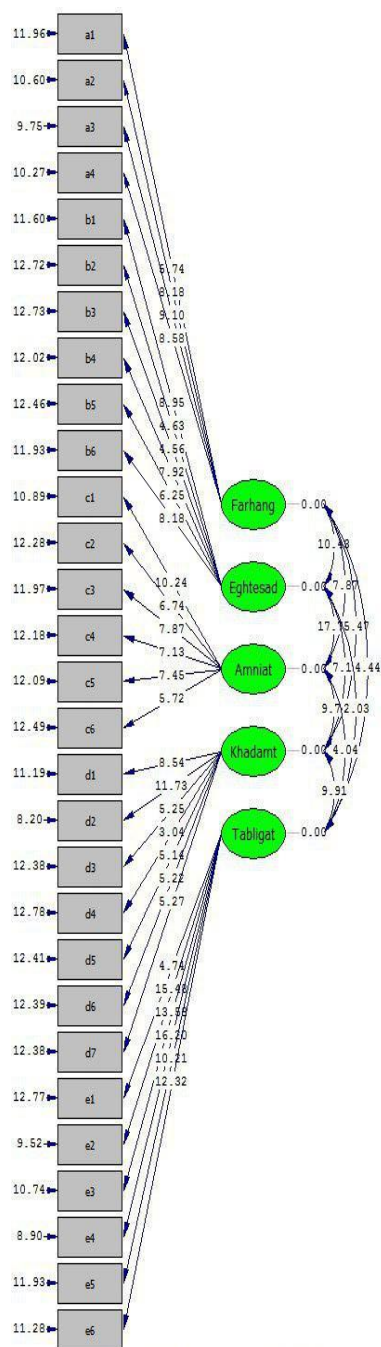 11.96 a1
10.60 a2
9.75 a3
10.27 a4
11.60 b1
12.72 b2
12.73 b3
12.02 b4
12.46 b5
11.93 b6
10.89 c1
12.28 c2
11.97 c3
12.18 c4
12.09 c5
12.49 c6
11.19 d1
8.20 d2
12.38 d3
12.78 d4
12.41 d5
12.39 d6
12.38 d7
12.77 e1
9.52 e2
10.74 e3
8.90 e4
11.93 e5
11.28 e6
8.18
9.10
8.58
8.95
4.63
4.56
7.92
6.25
8.18
10.24
6.74
7.87
7.13
7.45
5.72
8.54
11.73
5.25
3.04
5.14
5.22
5.27
4.74
15.48
13.58
16.20
10.21
12.32
Farhang 0.00
Eghtesad 0.00
Amniat 0.00
Khadamt 0.00
Tabligat 0.00
10.43
7.87
5.47
4.44
2.03
4.04
9.91